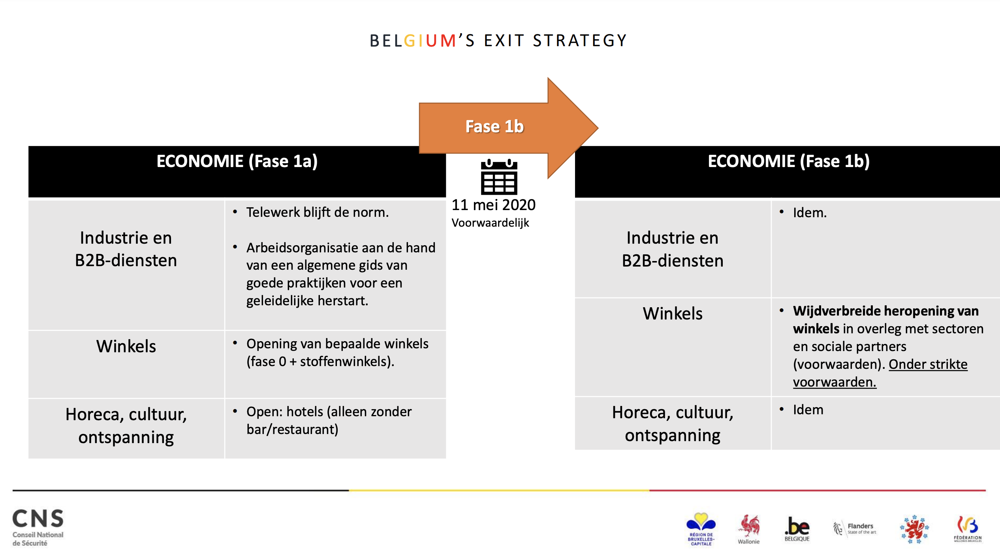 BELGIUM'S EXIT STRATEGY
Fase 1b
ECONOMIE (Fase 1a)
Industrie en
B2B-diensten
• Telewerk blijft de norm.
• Arbeidsorganisatie aan de hand
van een algemene gids van
goede praktijken voor een
geleidelijke herstart.
Winkels
• Opening van bepaalde winkels
(fase 0 + stoffenwinkels).
Horeca, cultuur,
ontspanning
• Open: hotels (alleen zonder
bar/restaurant)
11 mei 2020
Voorwaardelijk
ECONOMIE (Fase 1b)
Industrie en
B2B-diensten
• Idem.
Winkels
• Wijdverbreide heropening van
winkels in overleg met sectoren
en sociale partners
(voorwaarden). Onder strikte
voorwaarden.
Horeca, cultuur,
ontspanning
• Idem
CNS
Conseil National
de Sécurité
RÉGION DE
BRUXELLES-
CAPITALE
Wallonie
.be
BELGIQUE
Flanders
State of the art
FÉDÉRATION
WALLONIE-BRUXELLES